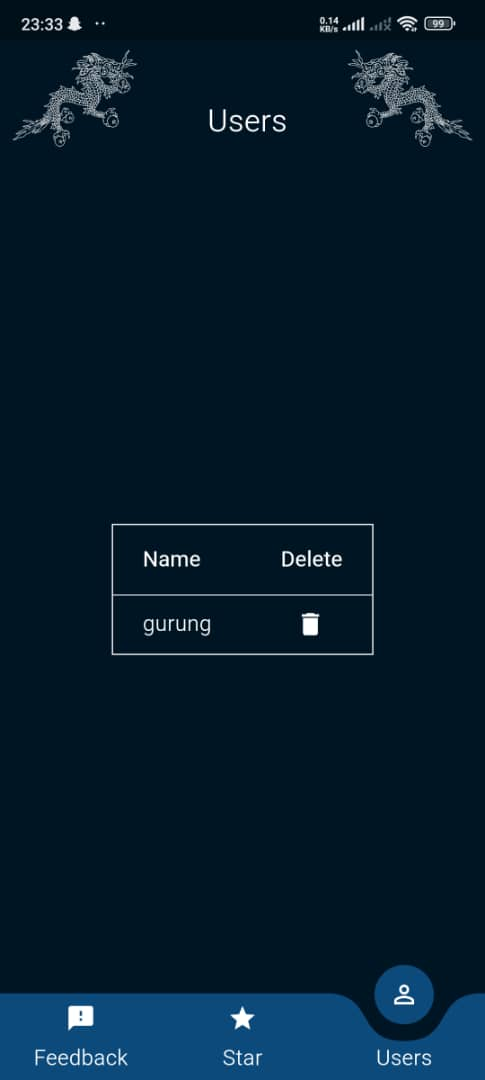 23:33
0.14
KB/s
99
Users
Name Delete
gurung
Feedback Star Users